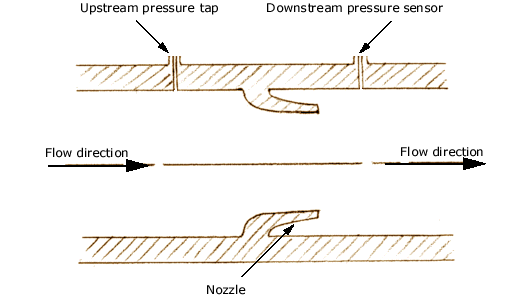 Upstream pressure tap
Downstream pressure sensor
Flow direction
Flow direction
Nozzle